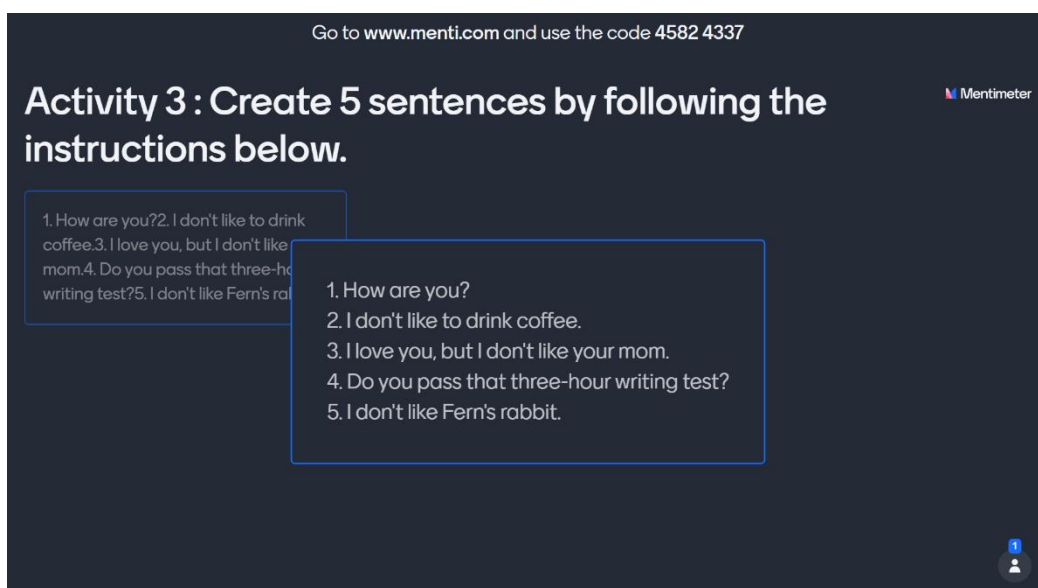 Go to www.menti.com and use the code 4582 4337
Activity 3 : Create 5 sentences by following the
instructions below.
Mentimeter
1. How are you?2. I don't like to drink
coffee.3. I love you, but I don't like
mom.4. Do you pass that three-ho
writing test?5. I don't like Fern's ra
1. How are you?
2. I don't like to drink coffee.
3. I love you, but I don't like your mom.
4. Do you pass that three-hour writing test?
5. I don't like Fern's rabbit.
1